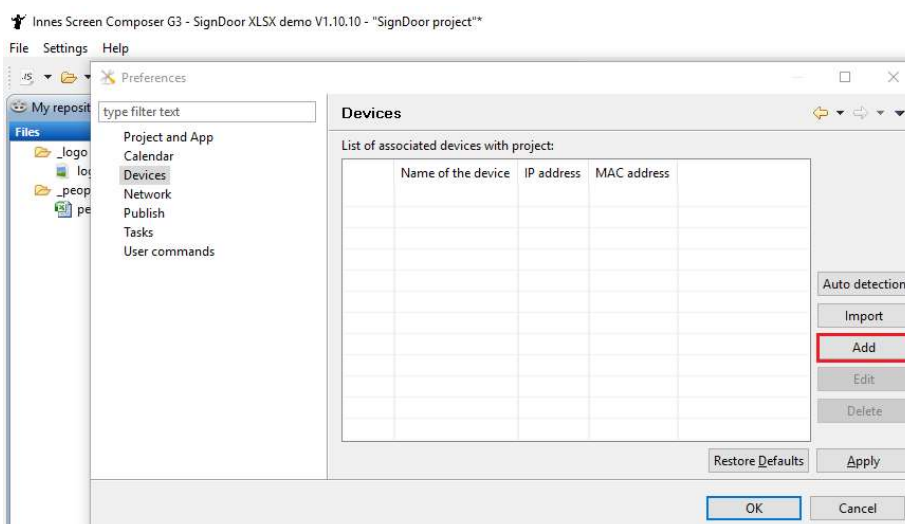 Innes Screen Composer G3 - SignDoor XLSX demo V1.10.10 - "SignDoor project"*
File Settings Help
JS
Preferences
My reposit
Files
_logo
log
_peop
pe
type filter text
Project and App
Calendar
Devices
Network
Publish
Tasks
User commands
Devices
List of associated devices with project:
Name of the device IP address MAC address
Auto detection
Import
Add
Edit
Delete
Restore Defaults Apply
OK Cancel